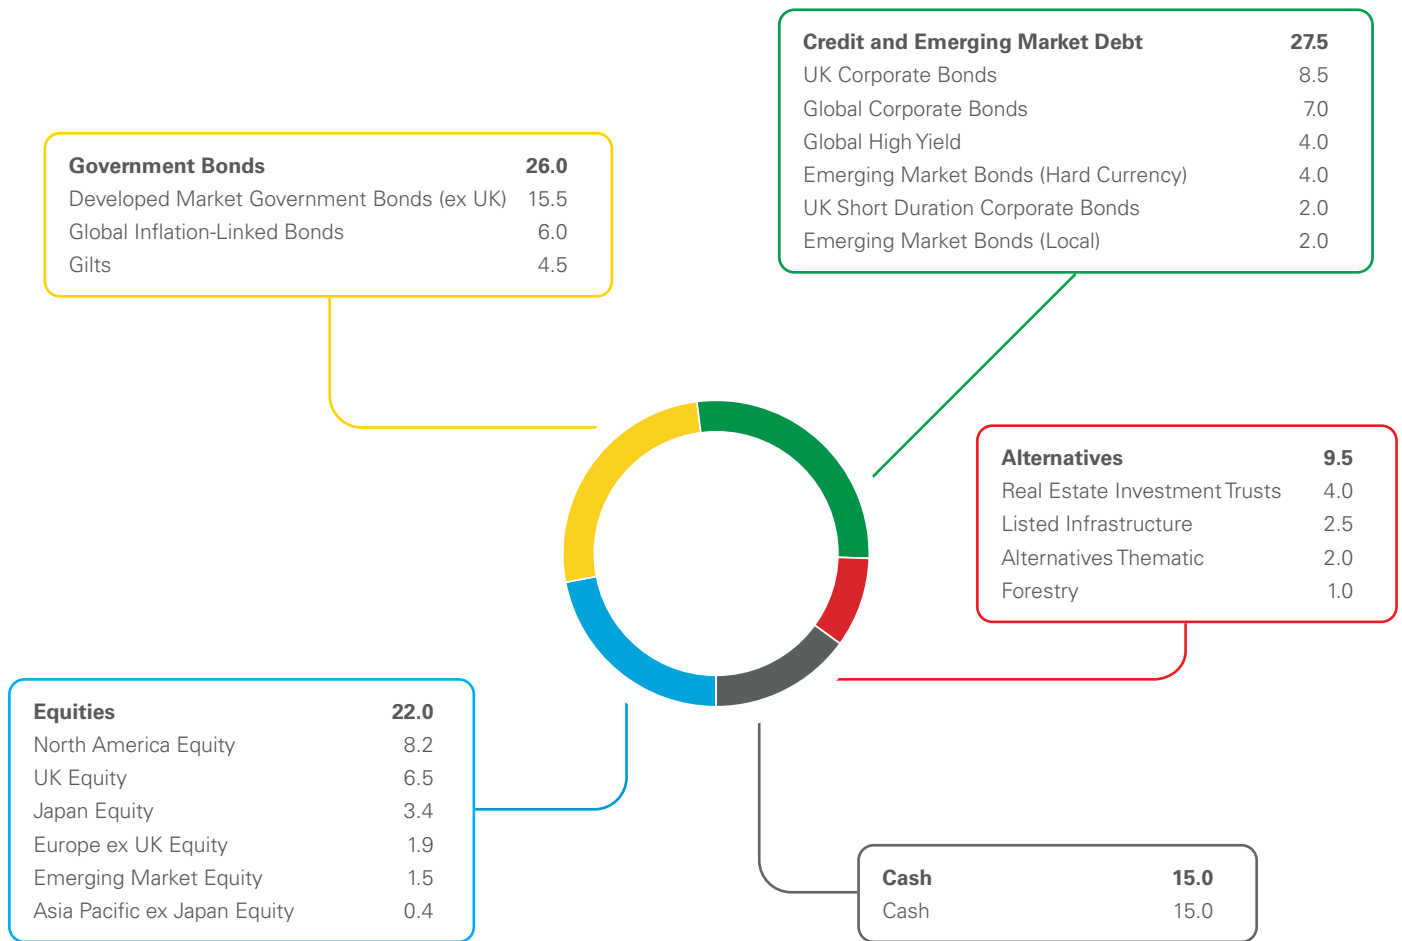 Credit and Emerging Market Debt 27.5
UK Corporate Bonds 8.5
Global Corporate Bonds 7.0
Global High Yield 4.0
Emerging Market Bonds (Hard Currency) 4.0
UK Short Duration Corporate Bonds 2.0
Emerging Market Bonds (Local) 2.0
Government Bonds 26.0
Developed Market Government Bonds (ex UK) 15.5
Global Inflation-Linked Bonds 6.0
Gilts 4.5
Alternatives 9.5
Real Estate Investment Trusts 4.0
Listed Infrastructure 2.5
Alternatives Thematic 2.0
Forestry 1.0
Equities 22.0
North America Equity 8.2
UK Equity 6.5
Japan Equity 3.4
Europe ex UK Equity 1.9
Emerging Market Equity 1.5
Asia Pacific ex Japan Equity 0.4
Cash 15.0
Cash 15.0